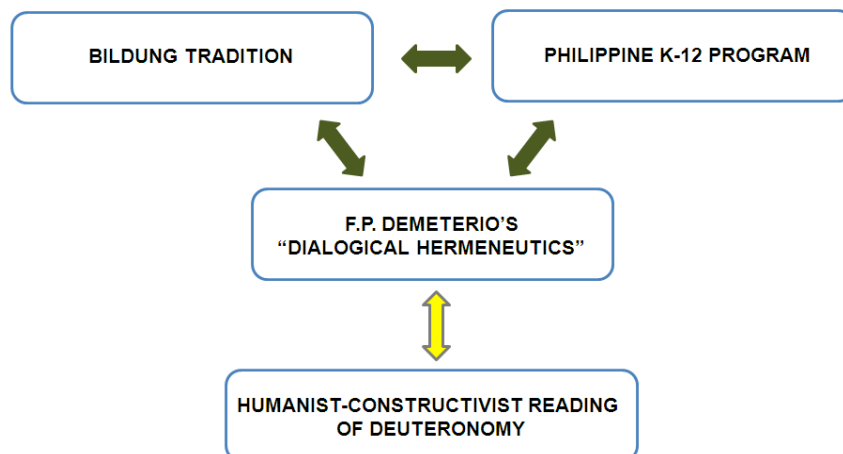 BILDUNG TRADITION
PHILIPPINE K-12 PROGRAM
F.P. DEMETERIO’S
“DIALOGICAL HERMENEUTICS”
HUMANIST-CONSTRUCTIVIST READING
OF DEUTERONOMY